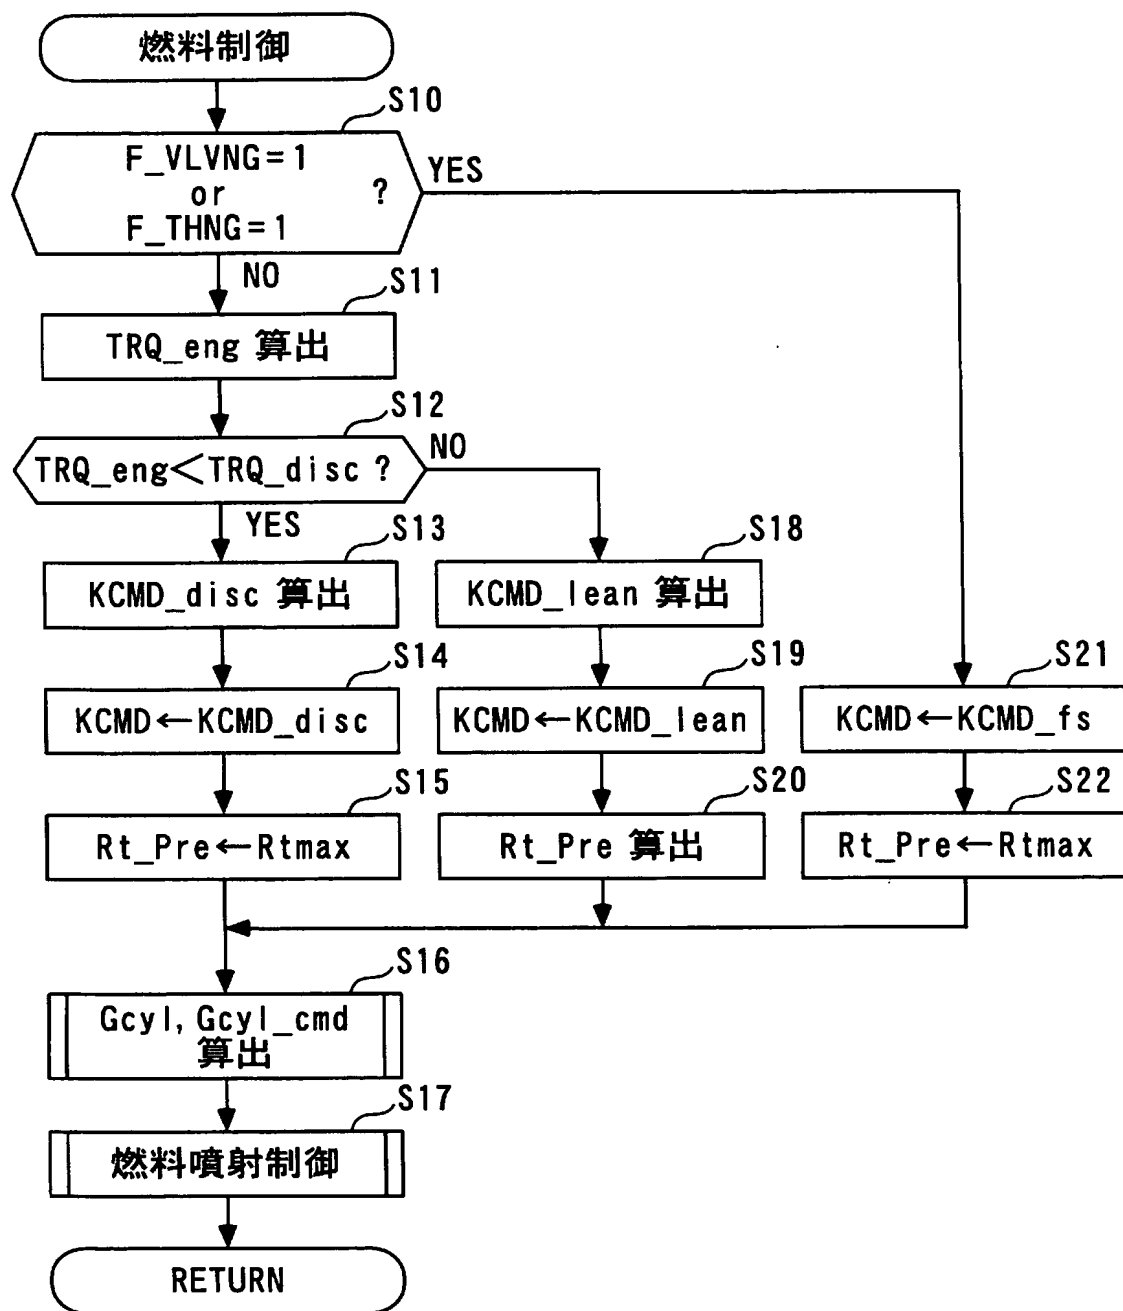 燃料制御
S10
F_VLVNG=1
or ?
F_THNG=1
YES
NO
S11
TRQ_eng 算出
S12
TRQ_eng<TRQ_disc ?
NO
YES
S13
KCMD_disc 算出
S18
KCMD_lean 算出
S14
KCMD←KCMD_disc
S19
KCMD←KCMD_lean
S21
KCMD←KCMD_fs
S15
Rt_Pre←Rtmax
S20
Rt_Pre 算出
S22
Rt_Pre←Rtmax
S16
Gcyl,Gcyl_cmd
算出
S17
燃料噴射制御
RETURN